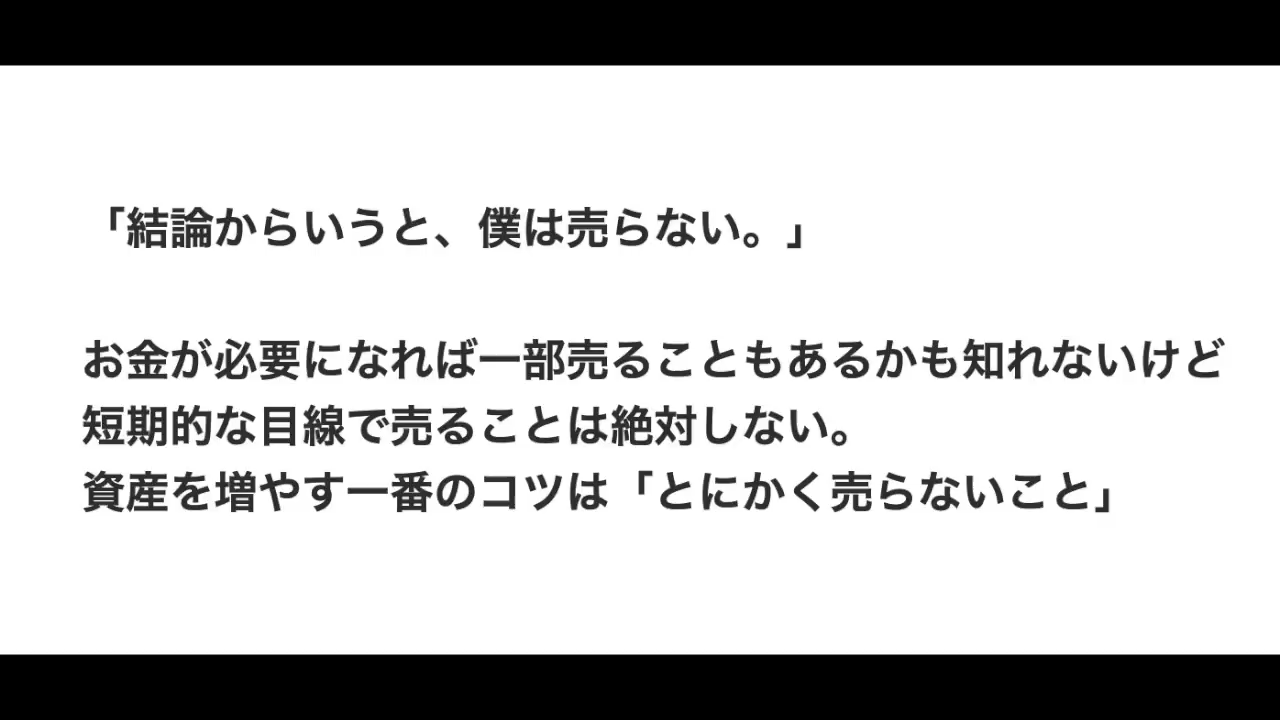 「結論からいうと、僕は売らない。」
お金が必要になれば一部売ることもあるかも知れないけど
短期的な目線で売ることは絶対しない。
資産を増やす一番のコツは「とにかく売らないこと」